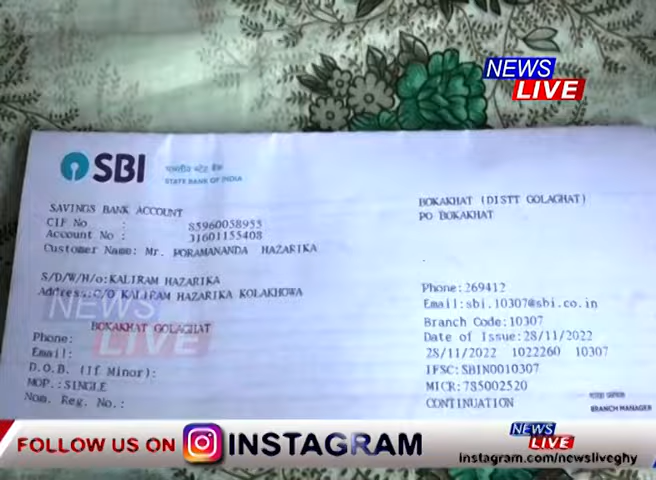 NEWS
LIVE
SBI
भारतीय स्टेट बैंक
STATE BANK OF INDIA
SAVINGS BANK ACCOUNT
CIF No : 85960058955
Account No : 31601155408
Customer Name: Mr. PORAMANANDA HAZARIKA
S/D/W/H/o: KALIRAM HAZARIKA
Address: C/O KALIRAM HAZARIKA KOLAKHOWA
NEWS
BOKAKHAT GOLAGHAT
LIVE
Phone:
Email:
D.O.B. (If Minor):
MOP.:SINGLE
Nom. Reg. No.:
BOKAKHAT (DISTT GOLAGHAT)
PO BOKAKHAT
Phone:269412
Email:sbi.10307@sbi.co.in
Branch Code:10307
Date of Issue:28/11/2022
28/11/2022 1022260 10307
IFSC:SBIN0010307
MICR:785002520
CONTINUATION
BRANCH MANAGER
FOLLOW US ON INSTAGRAM
NEWS
LIVE
instagram.com/newsliveghy